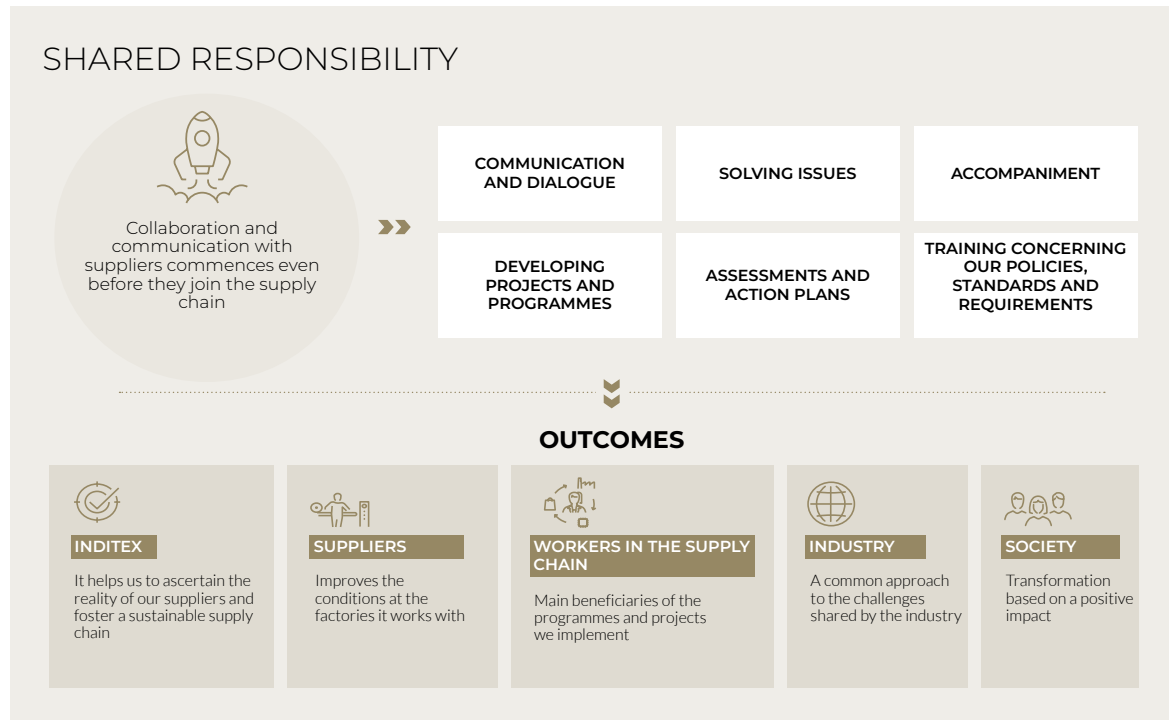 SHARED RESPONSIBILITY
Collaboration and
communication with
suppliers commences even
before they join the supply
chain
COMMUNICATION
AND DIALOGUE
SOLVING ISSUES
ACCOMPANIMENT
DEVELOPING
PROJECTS AND
PROGRAMMES
ASSESSMENTS AND
ACTION PLANS
TRAINING CONCERNING
OUR POLICIES,
STANDARDS AND
REQUIREMENTS
OUTCOMES
INDITEX
It helps us to ascertain the
reality of our suppliers and
foster a sustainable supply
chain
SUPPLIERS
Improves the
conditions at the
factories it works with
WORKERS IN THE SUPPLY
CHAIN
Main beneficiaries of the
programmes and projects
we implement
INDUSTRY
A common approach
to the challenges
shared by the industry
SOCIETY
Transformation
based on a positive
impact